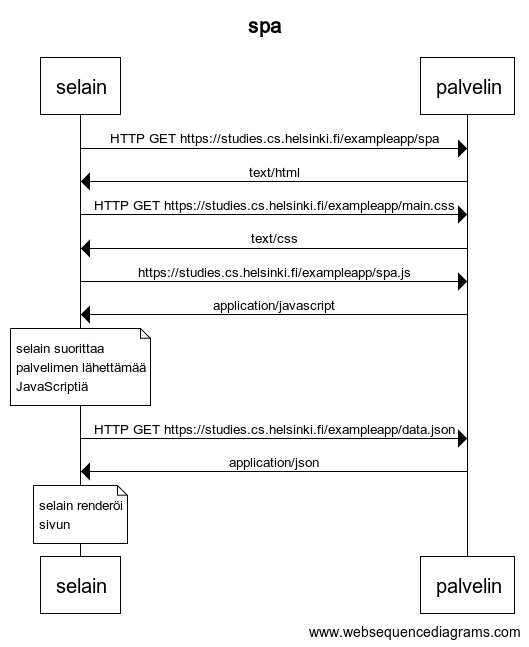 spa
selain palvelin
HTTP GET https://studies.cs.helsinki.fi/exampleapp/spa
text/html
HTTP GET https://studies.cs.helsinki.fi/exampleapp/main.css
text/css
https://studies.cs.helsinki.fi/exampleapp/spa.js
application/javascript
selain suorittaa
palvelimen lähettämää
JavaScriptiä
HTTP GET https://studies.cs.helsinki.fi/exampleapp/data.json
application/json
selain renderöi
sivun
selain palvelin
www.websequencediagrams.com